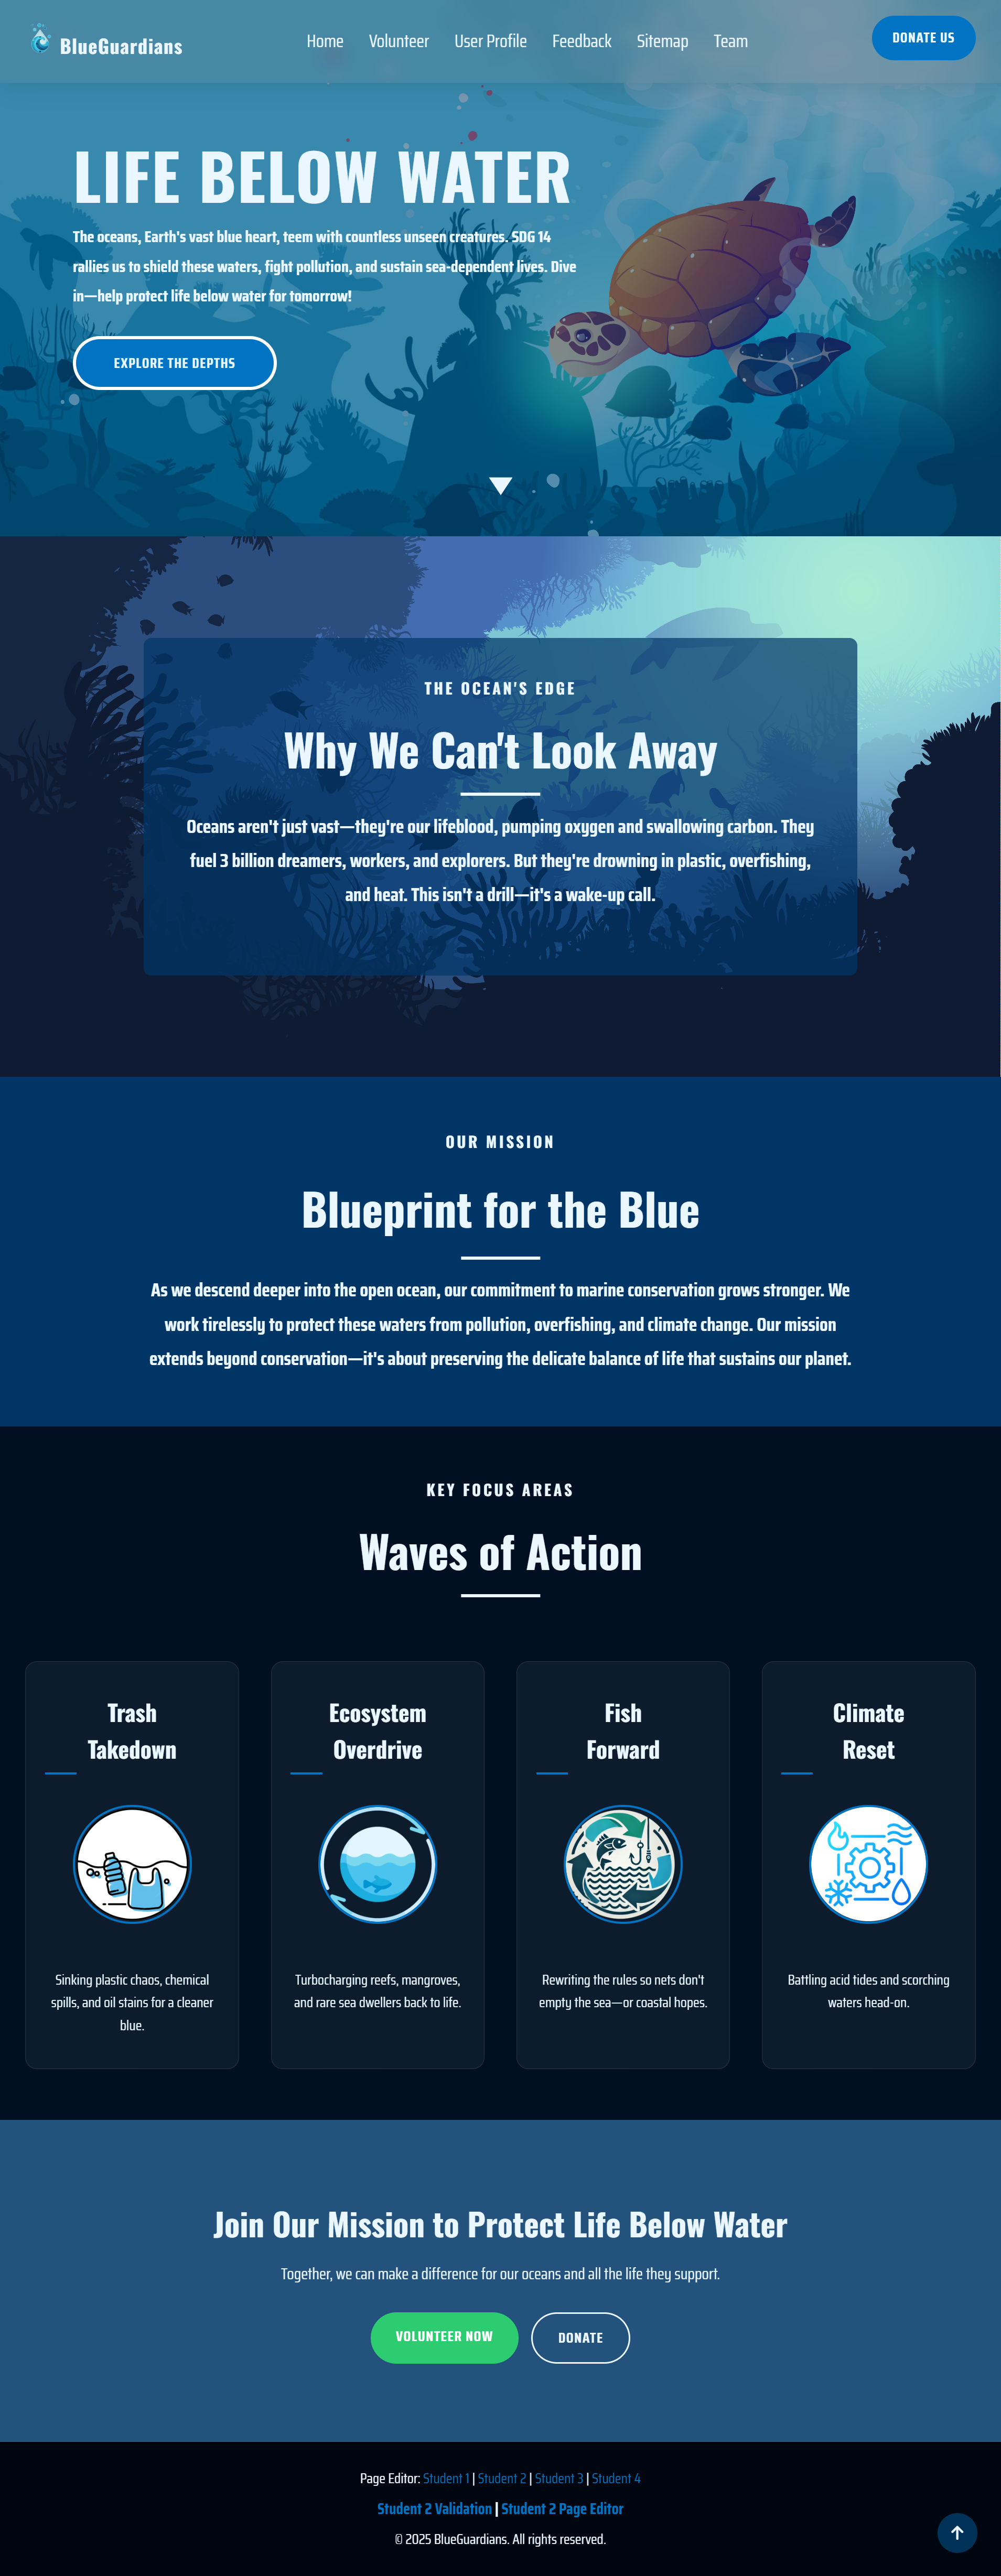 BlueGuardians
Home Volunteer User Profile Feedback Sitemap Team
DONATE US
LIFE BELOW WATER
The oceans, Earth's vast blue heart, teem with countless unseen creatures. SDG 14
rallies us to shield these waters, fight pollution, and sustain sea-dependent lives. Dive
in—help protect life below water for tomorrow!
EXPLORE THE DEPTHS
THE OCEAN'S EDGE
Why We Can't Look Away
Oceans aren't just vast—they're our lifeblood, pumping oxygen and swallowing carbon. They
fuel 3 billion dreamers, workers, and explorers. But they're drowning in plastic, overfishing,
and heat. This isn't a drill—it's a wake-up call.
OUR MISSION
Blueprint for the Blue
As we descend deeper into the open ocean, our commitment to marine conservation grows stronger. We
work tirelessly to protect these waters from pollution, overfishing, and climate change. Our mission
extends beyond conservation—it's about preserving the delicate balance of life that sustains our planet.
KEY FOCUS AREAS
Waves of Action
Trash
Takedown
Sinking plastic chaos, chemical
spills, and oil stains for a cleaner
blue.
Ecosystem
Overdrive
Turbocharging reefs, mangroves,
and rare sea dwellers back to life.
Fish
Forward
Rewriting the rules so nets don't
empty the sea—or coastal hopes.
Climate
Reset
Battling acid tides and scorching
waters head-on.
Join Our Mission to Protect Life Below Water
Together, we can make a difference for our oceans and all the life they support.
VOLUNTEER NOW
DONATE
Page Editor: Student 1 | Student 2 | Student 3 | Student 4
Student 2 Validation | Student 2 Page Editor
© 2025 BlueGuardians. All rights reserved.